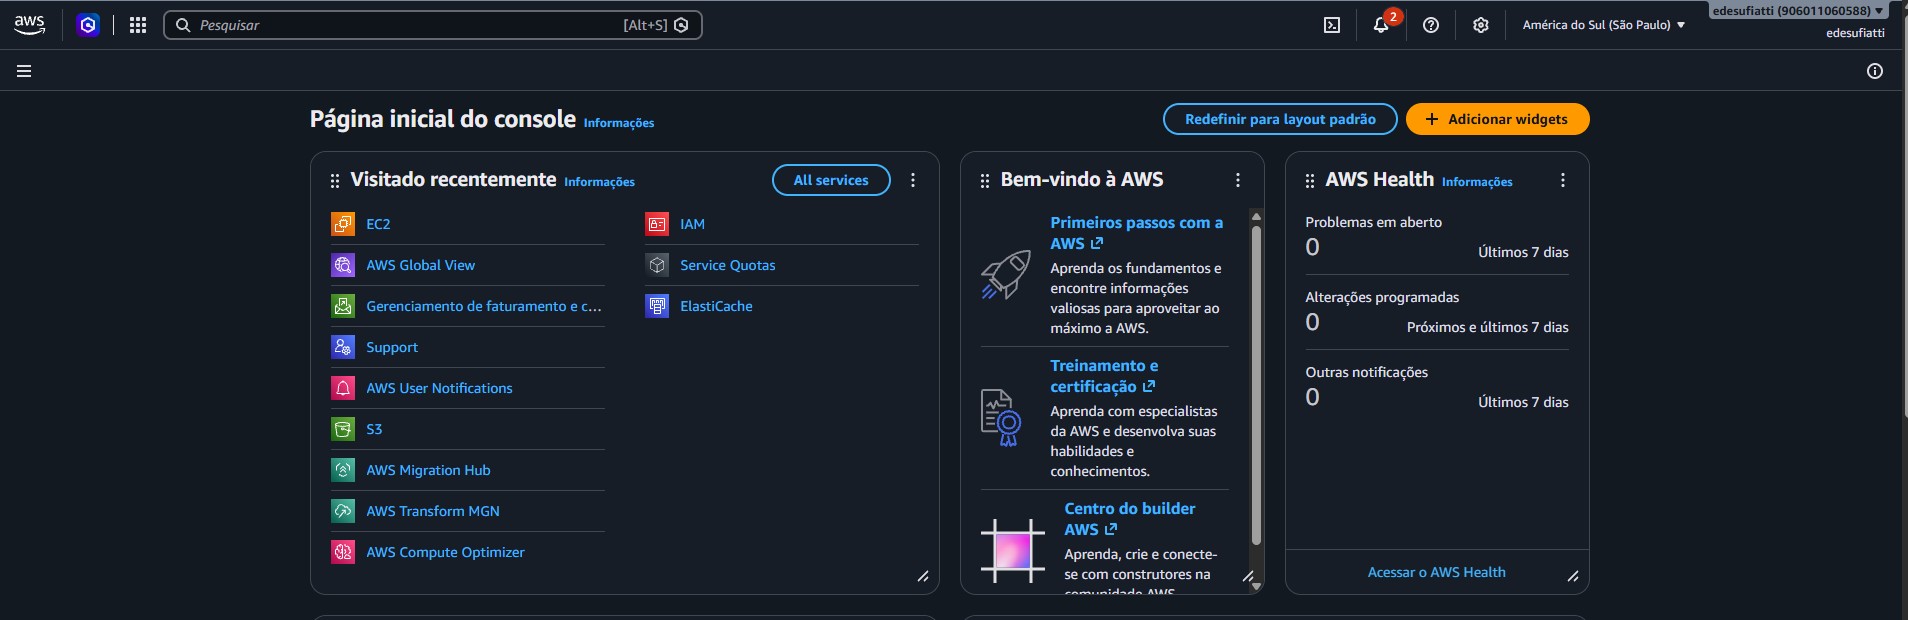 aws
Pesquisar
[Alt+S]
2
América do Sul (São Paulo)
edesufiatti (906011060588)
edesufiatti
Página inicial do console Informações
Redefinir para layout padrão
+ Adicionar widgets
Visitado recentemente Informações
All services
EC2
AWS Global View
Gerenciamento de faturamento e c...
Support
AWS User Notifications
S3
AWS Migration Hub
AWS Transform MGN
AWS Compute Optimizer
IAM
Service Quotas
ElastiCache
Bem-vindo à AWS
Primeiros passos com a
AWS
Aprenda os fundamentos e
encontre informações
valiosas para aproveitar ao
máximo a AWS.
Treinamento e
certificação
Aprenda com especialistas
da AWS e desenvolva suas
habilidades e
conhecimentos.
Centro do builder
AWS
Aprenda, crie e conecte-
se com construtores na
comunidade AWS.
AWS Health Informações
Problemas em aberto
0
Últimos 7 dias
Alterações programadas
0
Próximos e últimos 7 dias
Outras notificações
0
Últimos 7 dias
Acessar o AWS Health